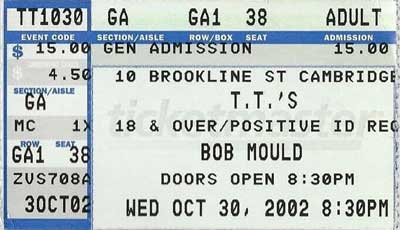 TT1030 GA GA1 38 ADULT
EVENT CODE SECTION/AISLE ROW/BOX SEAT ADMISSION
$ 15.00 GEN ADMISSION $ 15.00
4.50 10 BROOKLINE ST CAMBRIDGE
SECTION/AISLE
GA T.T.'S
MC 1X 18 & OVER/POSITIVE ID REQ
ROW SEAT
GA1 38 BOB MOULD
ZVS708A DOORS OPEN 8:30PM
3OCT02 WED OCT 30, 2002 8:30PM
ticketmaster